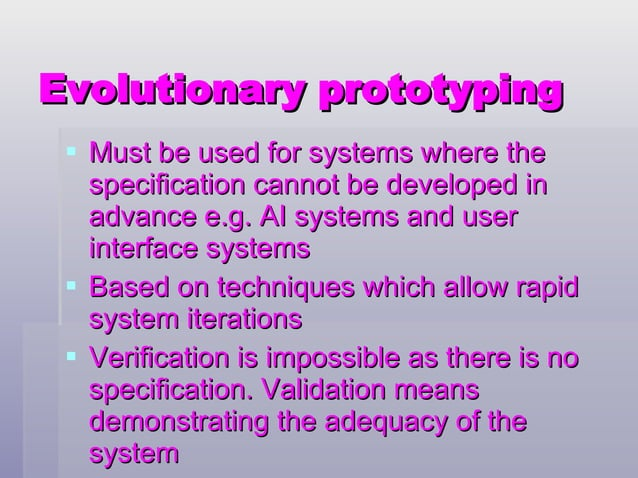 Evolutionary prototyping
▪ Must be used for systems where the
specification cannot be developed in
advance e.g. AI systems and user
interface systems
▪ Based on techniques which allow rapid
system iterations
▪ Verification is impossible as there is no
specification. Validation means
demonstrating the adequacy of the
system